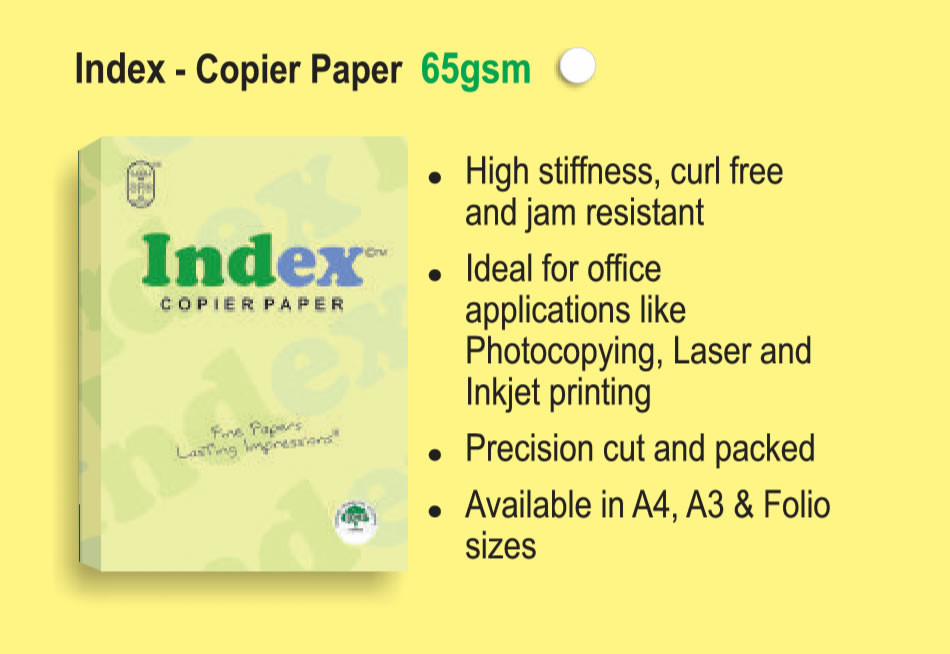 Index - Copier Paper 65gsm
Index©™
COPIER PAPER
Fine Papers
Lasting Impressions®
• High stiffness, curl free
and jam resistant
• Ideal for office
applications like
Photocopying, Laser and
Inkjet printing
• Precision cut and packed
• Available in A4, A3 & Folio
sizes